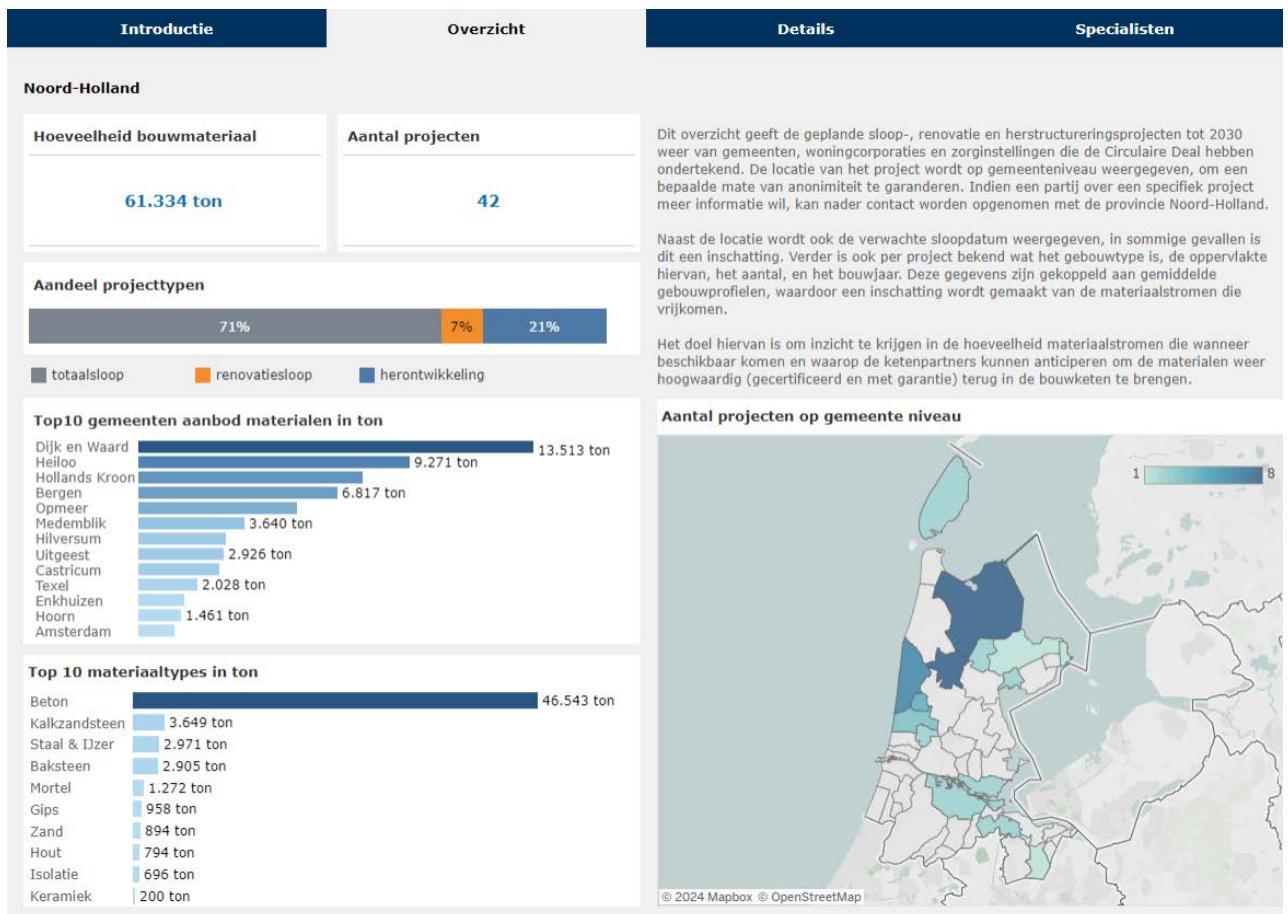 Introductie
Overzicht
Details
Specialisten
Noord-Holland
Hoeveelheid bouwmateriaal
61.334 ton
Aantal projecten
42
Aandeel projecttypen
71%
7%
21%
totaalsloop
renovatiesloop
herontwikkeling
Dit overzicht geeft de geplande sloop-, renovatie en herstructureringsprojecten tot 2030
weer van gemeenten, woningcorporaties en zorginstellingen die de Circulaire Deal hebben
ondertekend. De locatie van het project wordt op gemeenteniveau weergegeven, om een
bepaalde mate van anonimiteit te garanderen. Indien een partij over een specifiek project
meer informatie wil, kan nader contact worden opgenomen met de provincie Noord-Holland.
Naast de locatie wordt ook de verwachte sloopdatum weergegeven, in sommige gevallen is
dit een inschatting. Verder is ook per project bekend wat het gebouwtype is, de oppervlakte
hiervan, het aantal, en het bouwjaar. Deze gegevens zijn gekoppeld aan gemiddelde
gebouwprofielen, waardoor een inschatting wordt gemaakt van de materiaalstromen die
vrijkomen.
Het doel hiervan is om inzicht te krijgen in de hoeveelheid materiaalstromen die wanneer
beschikbaar komen en waarop de ketenpartners kunnen anticiperen om de materialen weer
hoogwaardig (gecertificeerd en met garantie) terug in de bouwketen te brengen.
Top10 gemeenten aanbod materialen in ton
Dijk en Waard 13.513 ton
Heiloo 9.271 ton
Hollands Kroon
Bergen 6.817 ton
Opmeer
Medemblik 3.640 ton
Hilversum
Uitgeest 2.926 ton
Castricum
Texel 2.028 ton
Enkhuizen
Hoorn 1.461 ton
Amsterdam
Top 10 materiaaltypes in ton
Beton 46.543 ton
Kalkzandsteen 3.649 ton
Staal & IJzer 2.971 ton
Baksteen 2.905 ton
Mortel 1.272 ton
Gips 958 ton
Zand 894 ton
Hout 794 ton
Isolatie 696 ton
Keramiek 200 ton
Aantal projecten op gemeente niveau
1 8
© 2024 Mapbox © OpenStreetMap